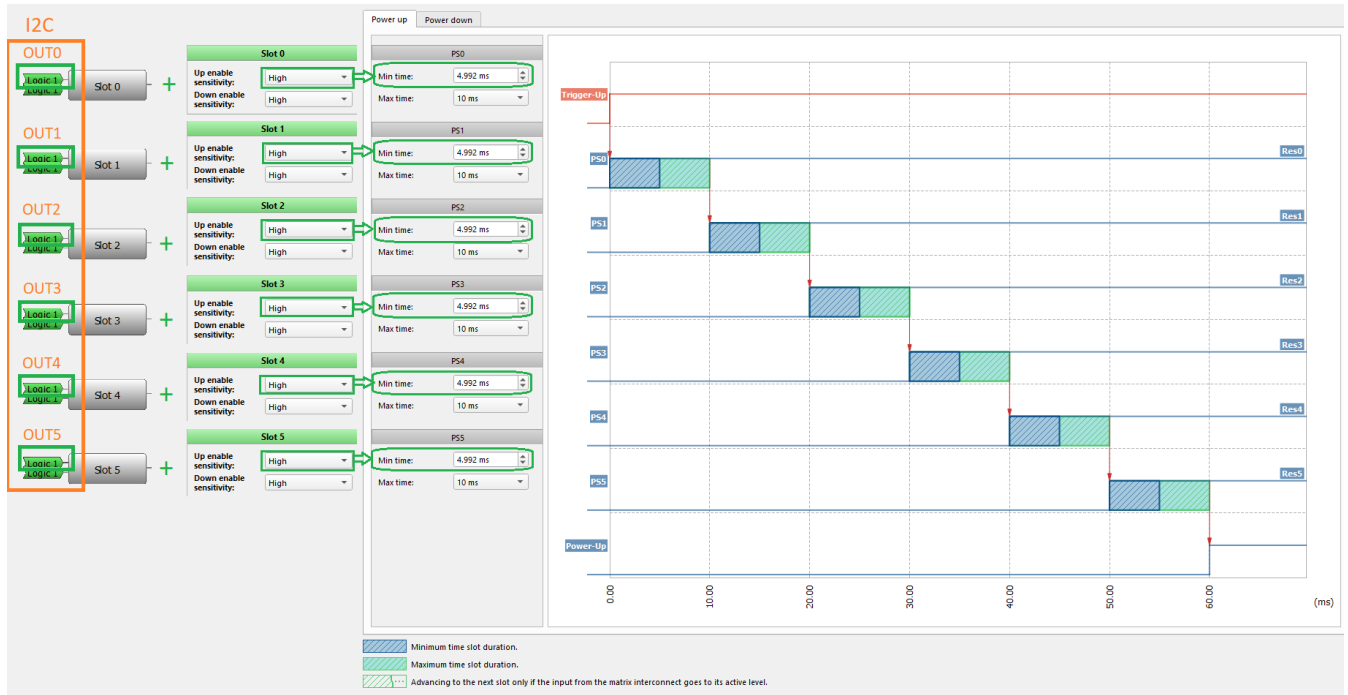 I2C
Power up
Power down
OUT0
Logic 1
Logic 1
Slot 0
+
Slot 0
Up enable
sensitivity:
High
Down enable
sensitivity:
High
PS0
Min time:
4.992 ms
Max time:
10 ms
OUT1
Logic 1
Logic 1
Slot 1
+
Slot 1
Up enable
sensitivity:
High
Down enable
sensitivity:
High
PS1
Min time:
4.992 ms
Max time:
10 ms
OUT2
Logic 1
Logic 1
Slot 2
+
Slot 2
Up enable
sensitivity:
High
Down enable
sensitivity:
High
PS2
Min time:
4.992 ms
Max time:
10 ms
OUT3
Logic 1
Logic 1
Slot 3
+
Slot 3
Up enable
sensitivity:
High
Down enable
sensitivity:
High
PS3
Min time:
4.992 ms
Max time:
10 ms
OUT4
Logic 1
Logic 1
Slot 4
+
Slot 4
Up enable
sensitivity:
High
Down enable
sensitivity:
High
PS4
Min time:
4.992 ms
Max time:
10 ms
OUT5
Logic 1
Logic 1
Slot 5
+
Slot 5
Up enable
sensitivity:
High
Down enable
sensitivity:
High
PS5
Min time:
4.992 ms
Max time:
10 ms
Trigger-Up
PS0
Res0
PS1
Res1
PS2
Res2
PS3
Res3
PS4
Res4
PS5
Res5
Power-Up
0.00
10.00
20.00
30.00
40.00
50.00
60.00
(ms)
Minimum time slot duration.
Maximum time slot duration.
Advancing to the next slot only if the input from the matrix interconnect goes to its active level.